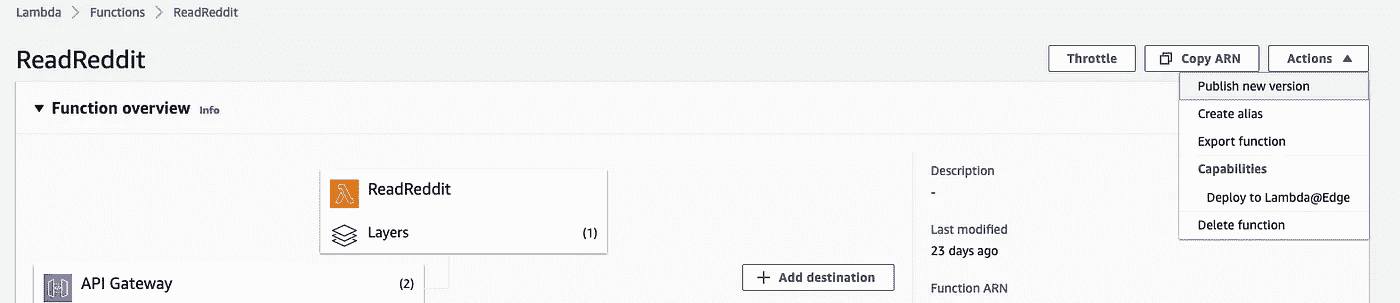 Lambda > Functions > ReadReddit
ReadReddit
Throttle
Copy ARN
Actions
Publish new version
Create alias
Export function
Capabilities
Deploy to Lambda@Edge
Delete function
Function overview Info
ReadReddit
Layers (1)
API Gateway (2)
+ Add destination
Description
-
Last modified
23 days ago
Function ARN